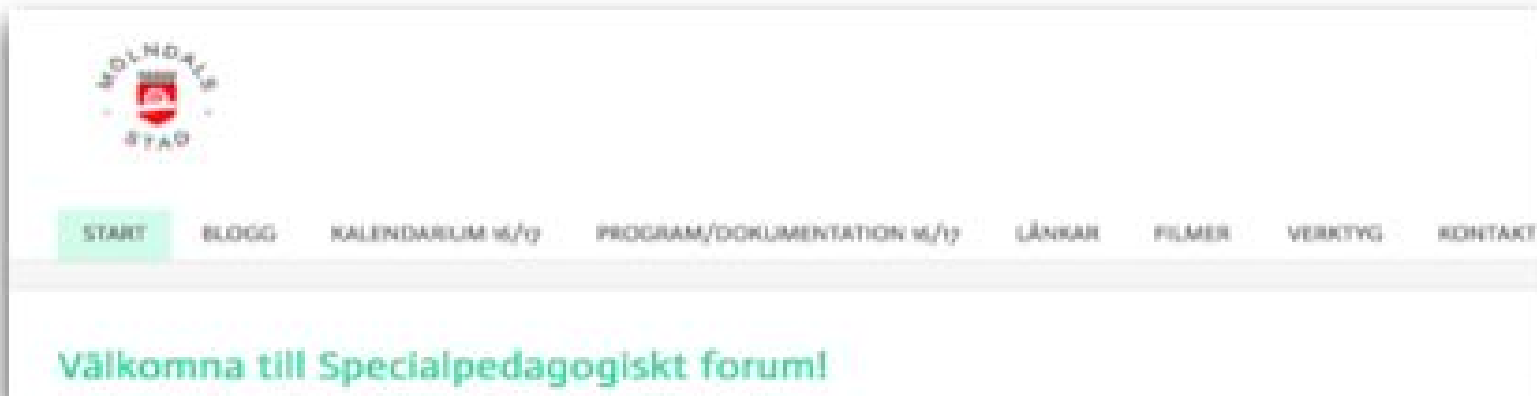 MÖLNDALS
STAD
START BLOGG KALENDARIUM 16/17 PROGRAM/DOKUMENTATION 16/17 LÄNKAR FILMER VERKTYG KONTAKT
Välkomna till Specialpedagogiskt forum!